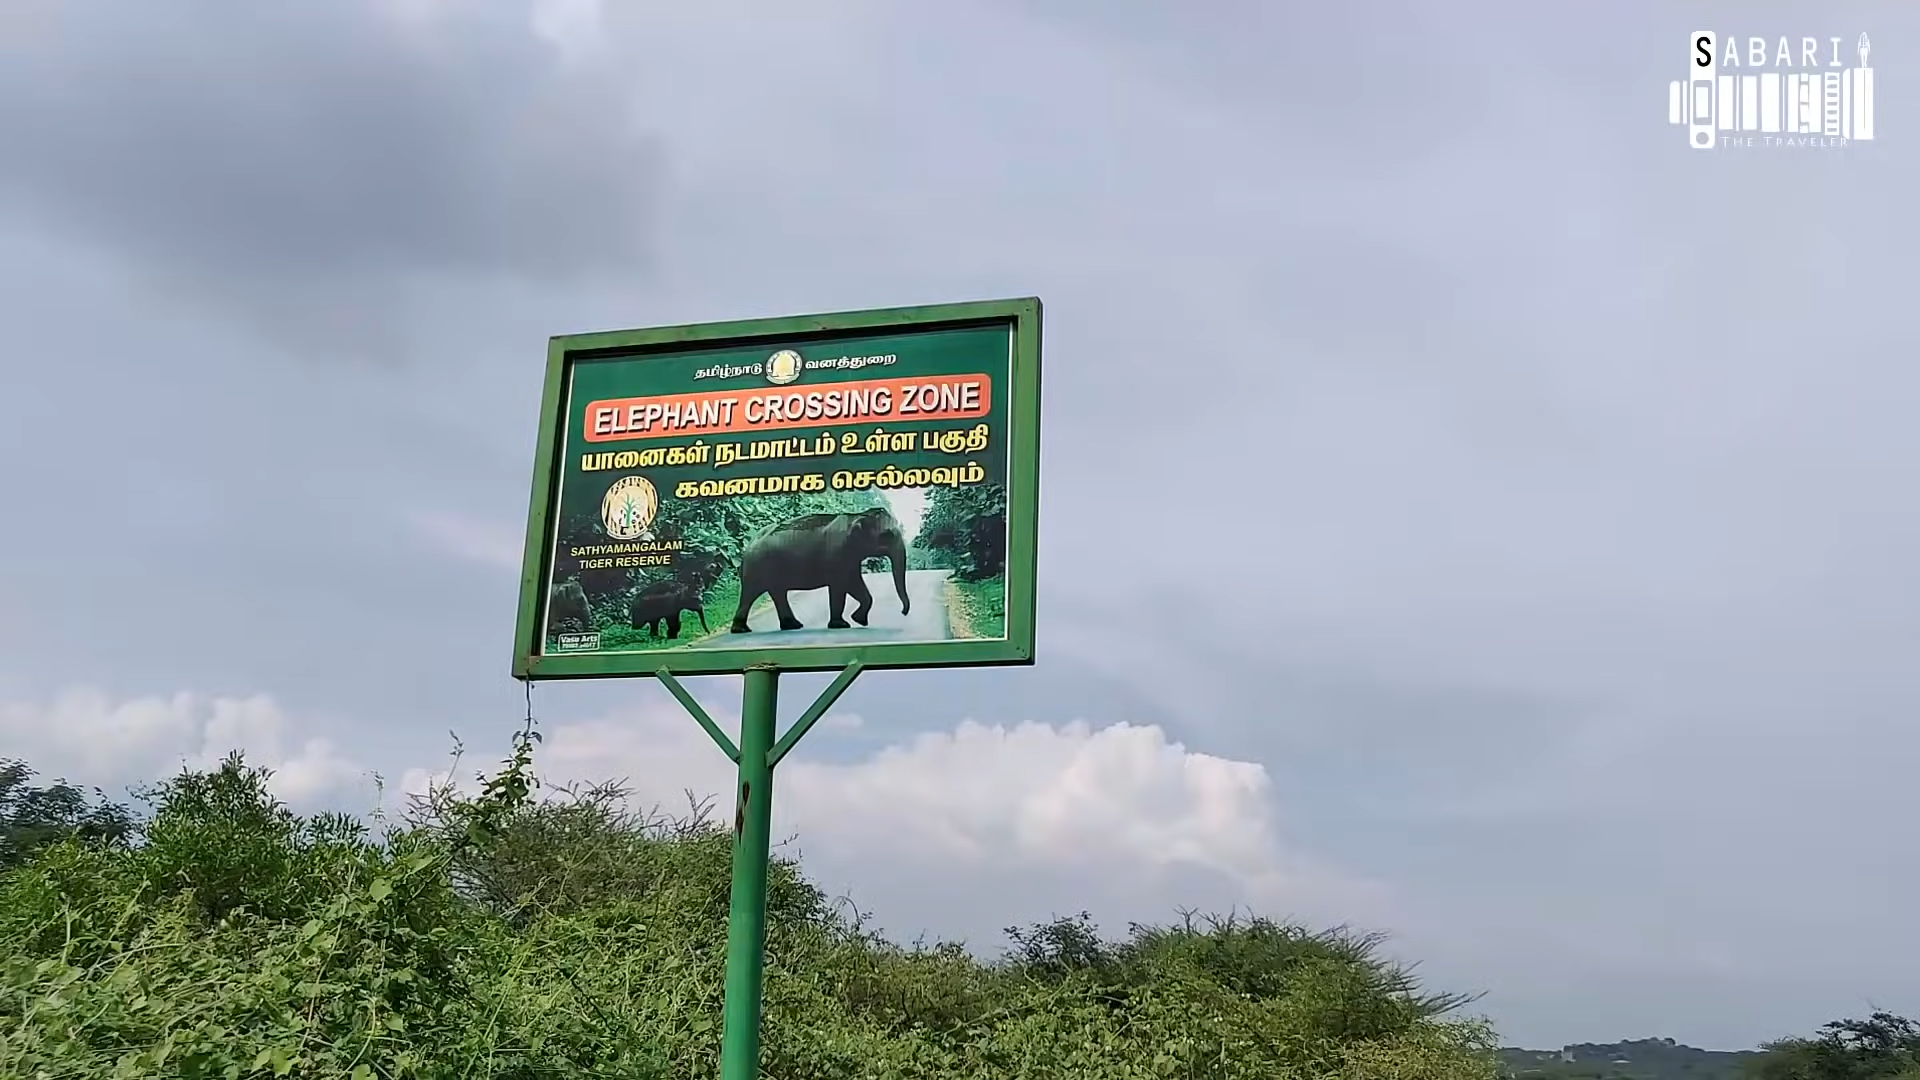 SABARI
THE TRAVELER
தமிழ்நாடு வனத்துறை
ELEPHANT CROSSING ZONE
யானைகள் நடமாட்டம் உள்ள பகுதி
கவனமாக செல்லவும்
SATHYAMANGALAM
TIGER RESERVE
Vasu Arts